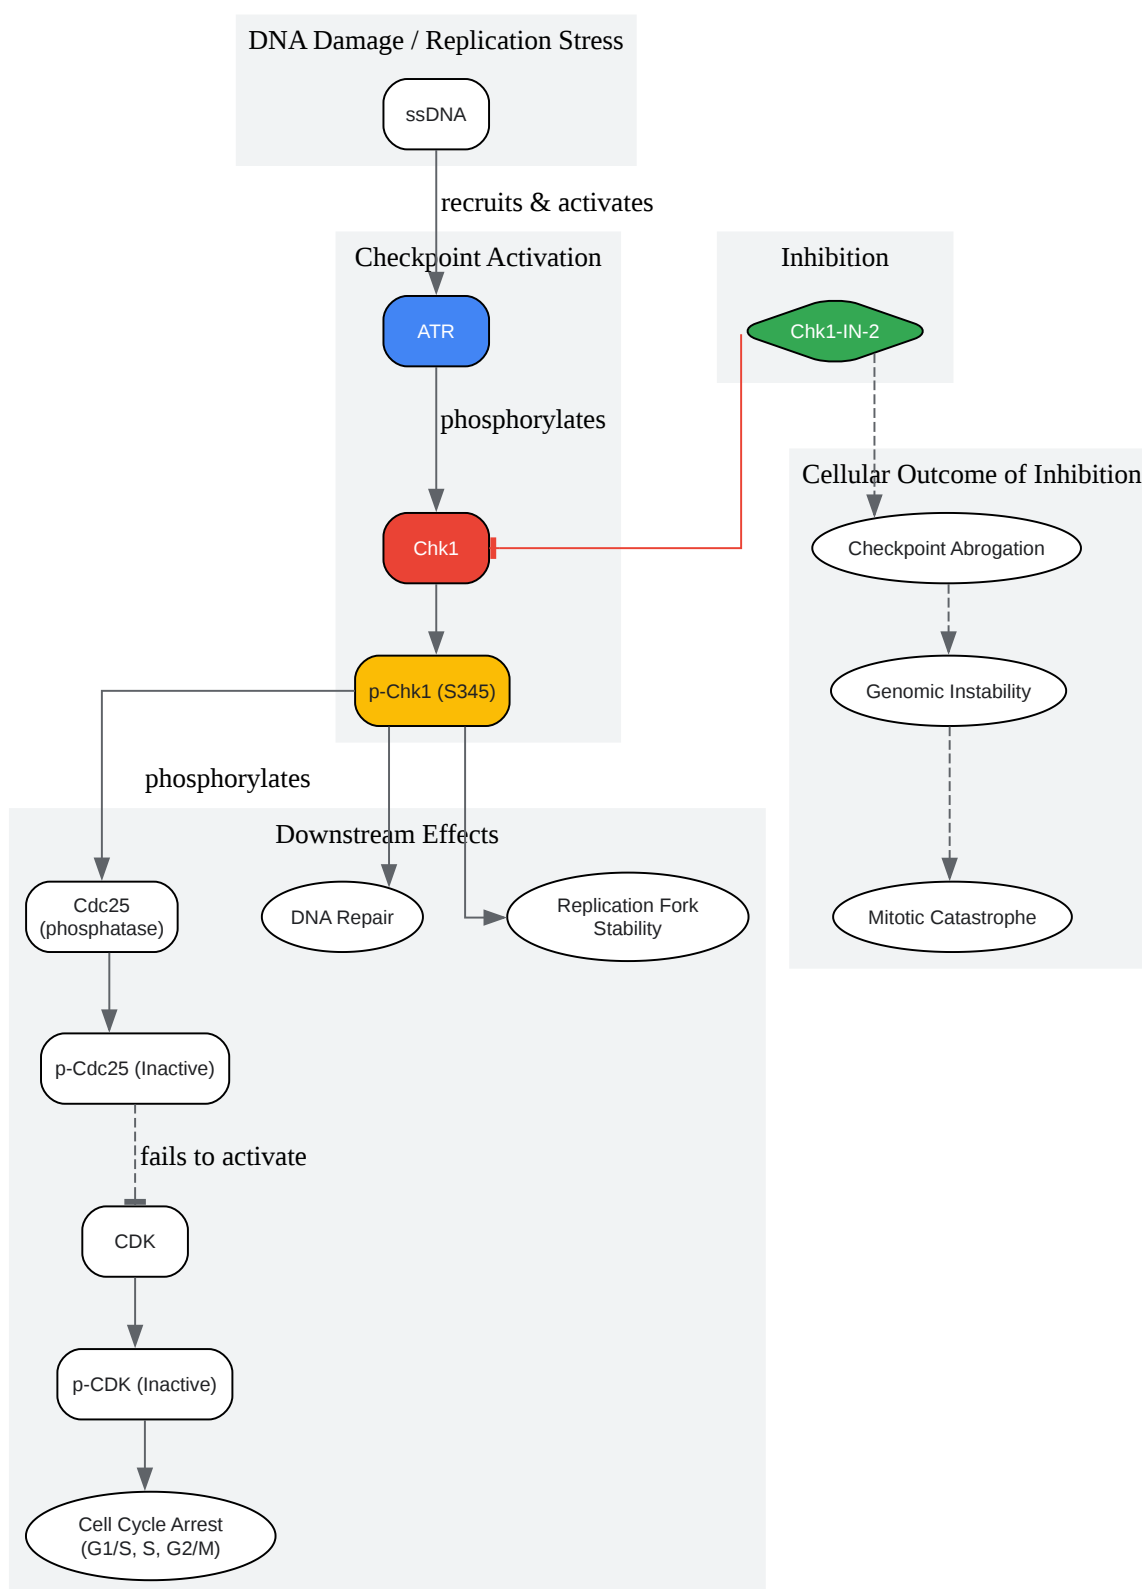 DNA Damage / Replication Stress
ssDNA
recruits & activates
Checkpoint Activation
Inhibition
ATR
Chk1-IN-2
phosphorylates
Cellular Outcome of Inhibition
Chk1
Checkpoint Abrogation
p-Chk1 (S345)
Genomic Instability
phosphorylates
Downstream Effects
Cdc25
(phosphatase)
DNA Repair
Replication Fork
Stability
Mitotic Catastrophe
p-Cdc25 (Inactive)
fails to activate
CDK
p-CDK (Inactive)
Cell Cycle Arrest
(G1/S, S, G2/M)